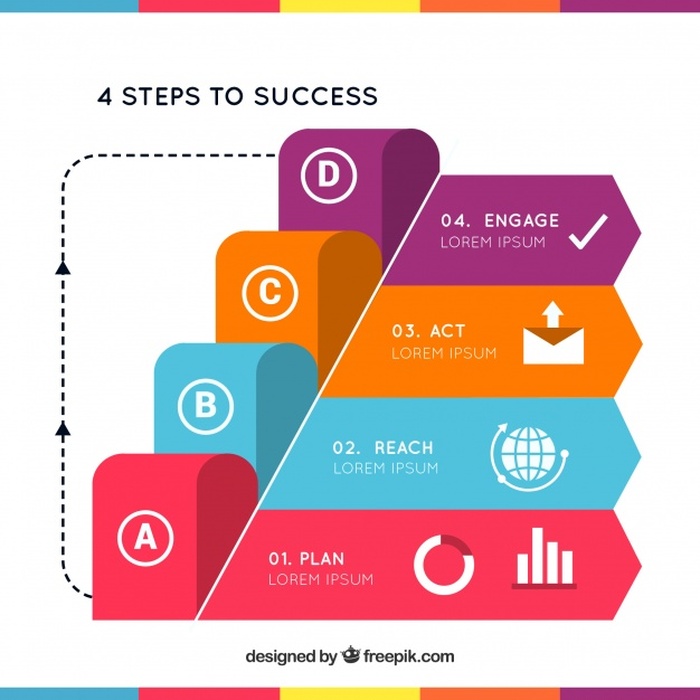 4 STEPS TO SUCCESS
D
04. ENGAGE
LOREM IPSUM
C
03. ACT
LOREM IPSUM
B
02. REACH
LOREM IPSUM
A
01. PLAN
LOREM IPSUM
designed by freepik.com